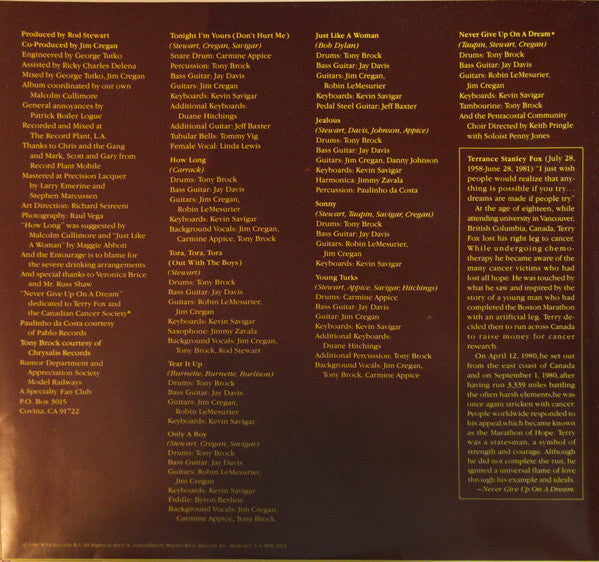 Produced by Rod Stewart
Co-Produced by Jim Cregan
Engineered by George Tutko
Assisted by Ricky Charles Delena
Mixed by George Tutko, Jim Cregan
Album coordinated by our own
Malcolm Cullimore
General annoyances by
Patrick Boiler Logue
Recorded and Mixed at
The Record Plant, L.A.
Thanks to Chris and the Gang
and Mark, Scott and Gary from
Record Plant Mobile
Mastered at Precision Lacquer
by Larry Emerine and
Stephen Marcussen
Art Direction: Richard Seireeni
Photography: Raul Vega
"How Long" was suggested by
Malcolm Cullimore and "Just Like
A Woman" by Maggie Abbott
And the Entourage is to blame for
the severe drinking arrangements
And special thanks to Veronica Brice
and Mr. Russ Shaw
"Never Give Up On A Dream"
dedicated to Terry Fox and
the Canadian Cancer Society*
Paulinho da Costa courtesy
of Pablo Records
Tony Brock courtesy of
Chrysalis Records
Rumor Department and
Appreciation Society
Model Railways
A Specialty Fan Club
P.O. Box 3015
Covina, CA 91722
Tonight I'm Yours (Don't Hurt Me)
(Stewart, Cregan, Savigar)
Snare Drum: Carmine Appice
Percussion: Tony Brock
Bass Guitar: Jay Davis
Guitars: Jim Cregan
Keyboards: Kevin Savigar
Additional Keyboards:
Duane Hitchings
Additional Guitar: Jeff Baxter
Tubular Bells: Tommy Vig
Female Vocal: Linda Lewis
How Long
(Carrack)
Drums: Tony Brock
Bass Guitar: Jay Davis
Guitars: Jim Cregan,
Robin LeMesurier
Keyboards: Kevin Savigar
Background Vocals: Jim Cregan,
Carmine Appice, Tony Brock
Tora, Tora, Tora
(Out With The Boys)
(Stewart)
Drums: Tony Brock
Bass Guitar: Jay Davis
Guitars: Robin LeMesurier,
Jim Cregan
Keyboards: Kevin Savigar
Saxophone: Jimmy Zavala
Background Vocals: Jim Cregan,
Tony Brock, Rod Stewart
Tear It Up
(Burnette, Burnette, Burlison)
Drums: Tony Brock
Bass Guitar: Jay Davis
Guitars: Jim Cregan,
Robin LeMesurier
Keyboards: Kevin Savigar
Only A Boy
(Stewart, Cregan, Savigar)
Drums: Tony Brock
Bass Guitar: Jay Davis
Guitars: Robin LeMesurier,
Jim Cregan
Keyboards: Kevin Savigar
Fiddle: Byron Berline
Background Vocals: Jim Cregan,
Carmine Appice, Tony Brock
Just Like A Woman
(Bob Dylan)
Drums: Tony Brock
Bass Guitar: Jay Davis
Guitars: Jim Cregan,
Robin LeMesurier
Keyboards: Kevin Savigar
Pedal Steel Guitar: Jeff Baxter
Jealous
(Stewart, Davis, Johnson, Appice)
Drums: Tony Brock
Bass Guitar: Jay Davis
Guitars: Jim Cregan, Danny Johnson
Keyboards: Kevin Savigar
Harmonica: Jimmy Zavala
Percussion: Paulinho da Costa
Sonny
(Stewart, Taupin, Savigar, Cregan)
Drums: Tony Brock
Bass Guitar: Jay Davis
Guitars: Robin LeMesurier,
Jim Cregan
Keyboards: Kevin Savigar
Young Turks
(Stewart, Appice, Savigar, Hitchings)
Drums: Carmine Appice
Bass Guitar: Jay Davis
Guitars: Jim Cregan
Keyboards: Kevin Savigar
Additional Keyboards:
Duane Hitchings
Additional Percussion: Tony Brock
Background Vocals: Jim Cregan,
Tony Brock, Carmine Appice
Never Give Up On A Dream*
(Taupin, Stewart, Cregan)
Drums: Tony Brock
Bass Guitar: Jay Davis
Guitars: Robin LeMesurier,
Jim Cregan
Keyboards: Kevin Savigar
Tambourine: Tony Brock
And the Pentacostal Community
Choir Directed by Keith Pringle
with Soloist Penny Jones
Terrance Stanley Fox (July 28,
1958-June 28, 1981) "I just wish
people would realize that any-
thing is possible if you try...
dreams are made if people try."
At the age of eighteen, while
attending university in Vancouver,
British Columbia, Canada, Terry
Fox lost his right leg to cancer.
While undergoing chemo-
therapy he became aware of the
many cancer victims who had
lost all hope. He was touched by
what he saw and inspired by the
story of a young man who had
completed the Boston Marathon
with an artificial leg. Terry de-
cided then to run across Canada
to raise money for cancer
research.
On April 12, 1980, he set out
from the east coast of Canada
and on September 1, 1980, after
having run 3,339 miles battling
the often harsh elements, he was
once again stricken with cancer.
People worldwide responded to
his appeal, which became known
as the Marathon of Hope. Terry
was a statesman, a symbol of
strength and courage. Although
he did not complete the run, he
ignited a universal flame of love
through his example and ideals.
– Never Give Up On A Dream